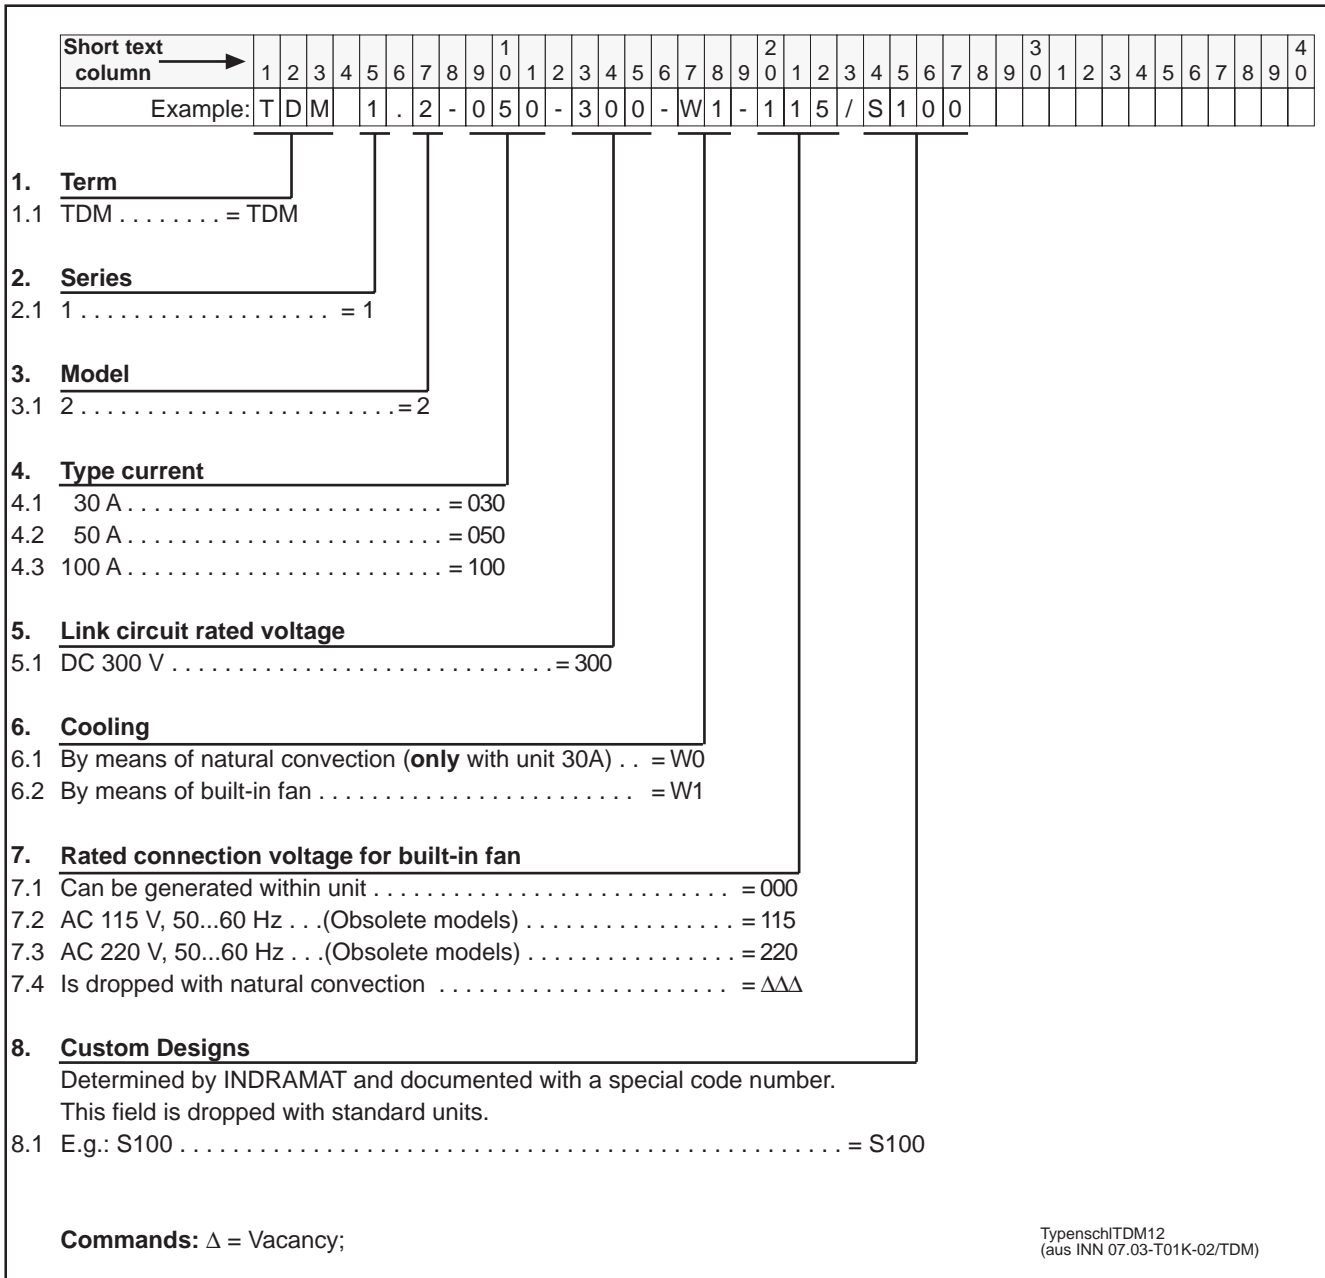 Short text column 1 2 3 4 5 6 7 8 9 10 1 2 3 4 5 6 7 8 9 20 1 2 3 4 5 6 7 8 9 30 1 2 3 4 5 6 7 8 9 40
Example: T D M 1 . 2 - 0 5 0 - 3 0 0 - W 1 - 1 1 5 / S 1 0 0
1. Term
1.1 TDM . . . . . . . . = TDM
2. Series
2.1 1 . . . . . . . . . . . . . . . . . . . = 1
3. Model
3.1 2 . . . . . . . . . . . . . . . . . . . . . . . . = 2
4. Type current
4.1 30 A . . . . . . . . . . . . . . . . . . . . . . . . = 030
4.2 50 A . . . . . . . . . . . . . . . . . . . . . . . . = 050
4.3 100 A . . . . . . . . . . . . . . . . . . . . . . . . = 100
5. Link circuit rated voltage
5.1 DC 300 V . . . . . . . . . . . . . . . . . . . . . . . . . . . . . = 300
6. Cooling
6.1 By means of natural convection (only with unit 30A) . . = W0
6.2 By means of built-in fan . . . . . . . . . . . . . . . . . . . . . . . . = W1
7. Rated connection voltage for built-in fan
7.1 Can be generated within unit . . . . . . . . . . . . . . . . . . . . . . . . . . . = 000
7.2 AC 115 V, 50...60 Hz . . .(Obsolete models) . . . . . . . . . . . . . . . . = 115
7.3 AC 220 V, 50...60 Hz . . .(Obsolete models) . . . . . . . . . . . . . . . . = 220
7.4 Is dropped with natural convection . . . . . . . . . . . . . . . . . . . . . . = ΔΔΔ
8. Custom Designs
Determined by INDRAMAT and documented with a special code number.
This field is dropped with standard units.
8.1 E.g.: S100 . . . . . . . . . . . . . . . . . . . . . . . . . . . . . . . . . . . . . . . . . . . . . . . . . . = S100
Commands: Δ = Vacancy;
TypenschlTDM12
(aus INN 07.03-T01K-02/TDM)